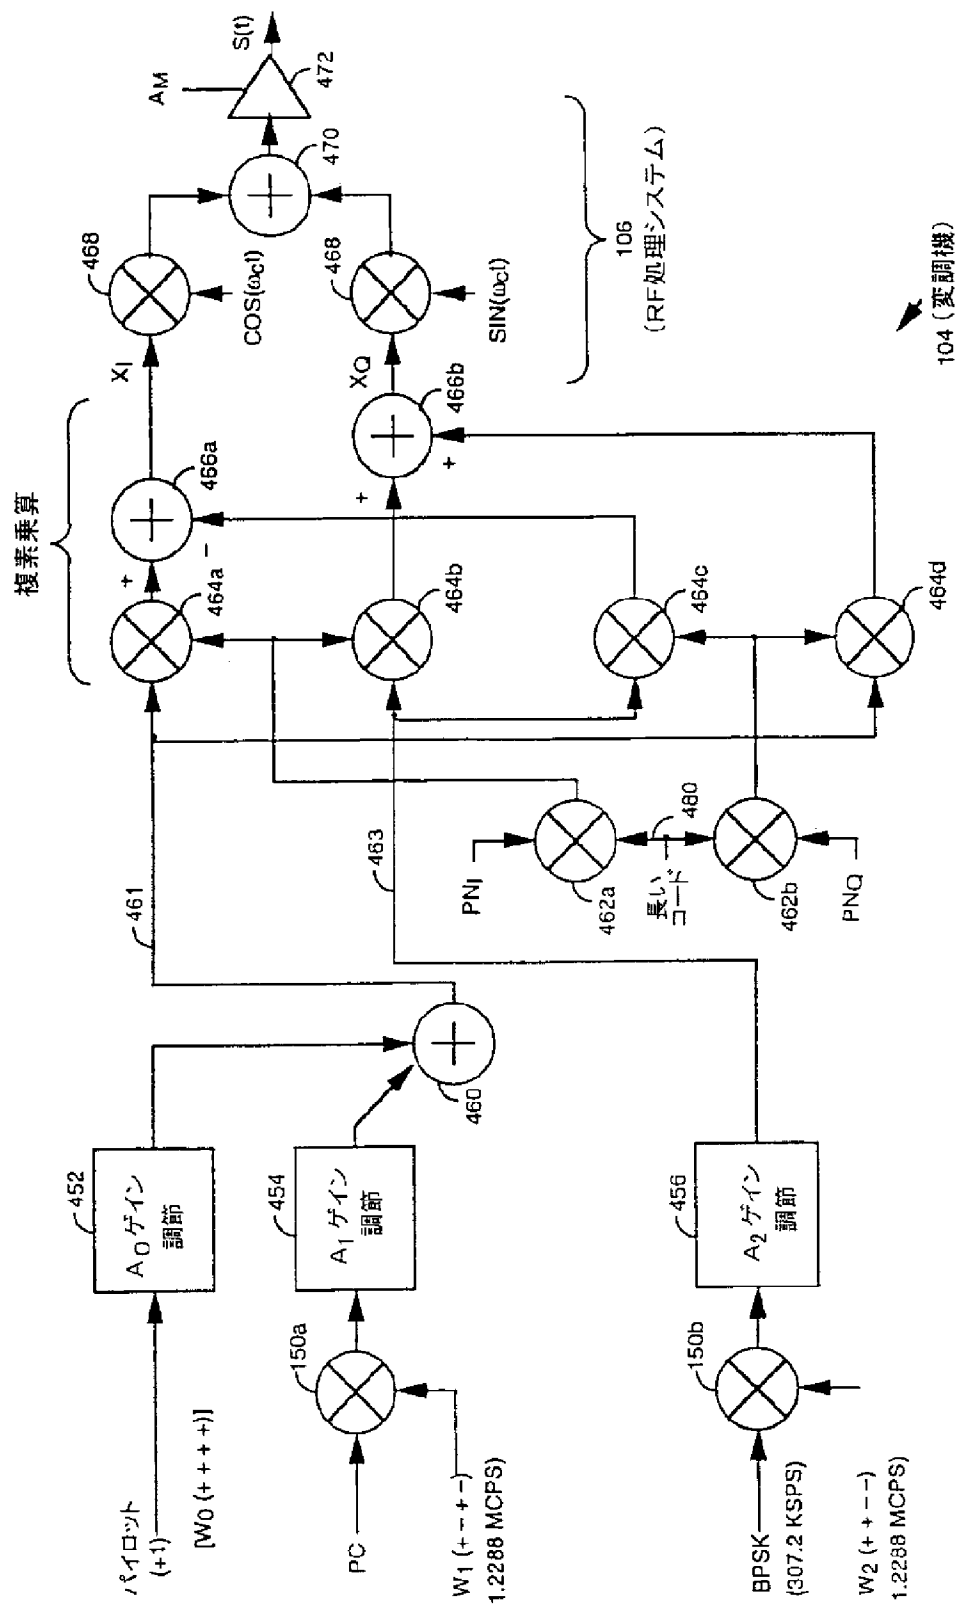 パイロット
(+1)
[W0 (+ + + +)]
452
A0 ゲイン
調節
PC
150a
W1 (+ − + −)
1.2288 MCPS
454
A1 ゲイン
調節
460
BPSK
(307.2 KSPS)
150b
W2 (+ + − −)
1.2288 MCPS
456
A2 ゲイン
調節
461
463
PNI
462a
長い
コード
480
462b
PNQ
複素乗算
464a
464b
464c
464d
+
−
466a
+
+
466b
XI
XQ
468
COS(ωct)
468
SIN(ωct)
470
AM
472
S(t)
106
(RF処理システム)
104 (変調機)